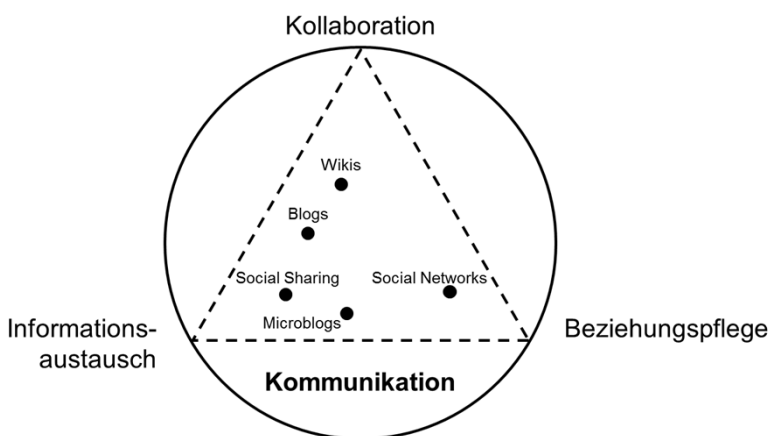 Kollaboration
Wikis
Blogs
Social Sharing
Social Networks
Microblogs
Informations-
austausch
Beziehungspflege
Kommunikation